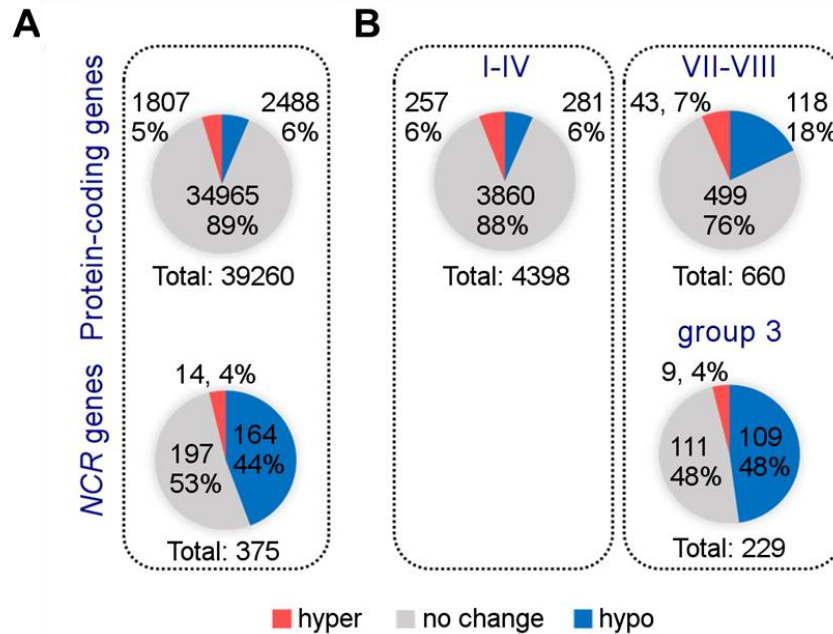 A
Protein-coding genes
1807
5%
2488
6%
34965
89%
Total: 39260
NCR genes
14, 4%
197
53%
164
44%
Total: 375
B
I-IV
257
6%
281
6%
3860
88%
Total: 4398
VII-VIII
43, 7%
118
18%
499
76%
Total: 660
group 3
9, 4%
111
48%
109
48%
Total: 229
hyper
no change
hypo